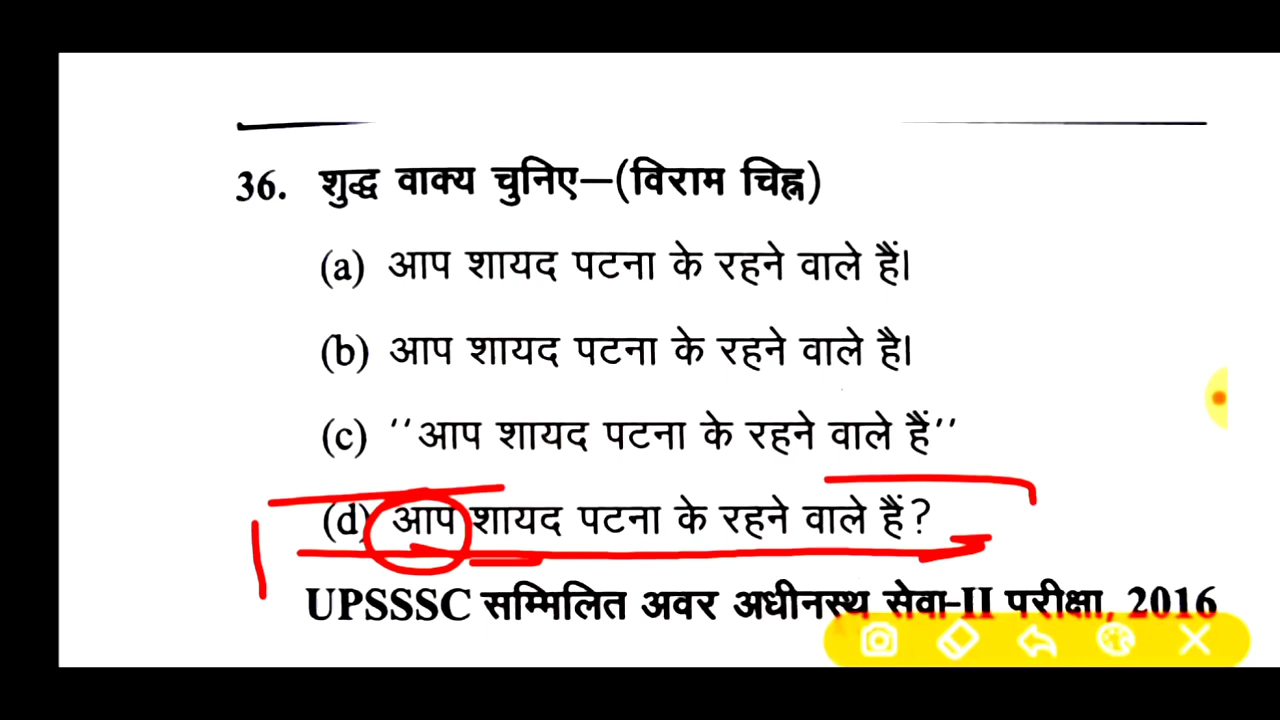 36. शुद्ध वाक्य चुनिए–(विराम चिह्न)
(a) आप शायद पटना के रहने वाले हैं।
(b) आप शायद पटना के रहने वाले है।
(c) ''आप शायद पटना के रहने वाले हैं''
(d) आप शायद पटना के रहने वाले हैं?
UPSSSC सम्मिलित अवर अधीनस्थ सेवा-II परीक्षा, 2016